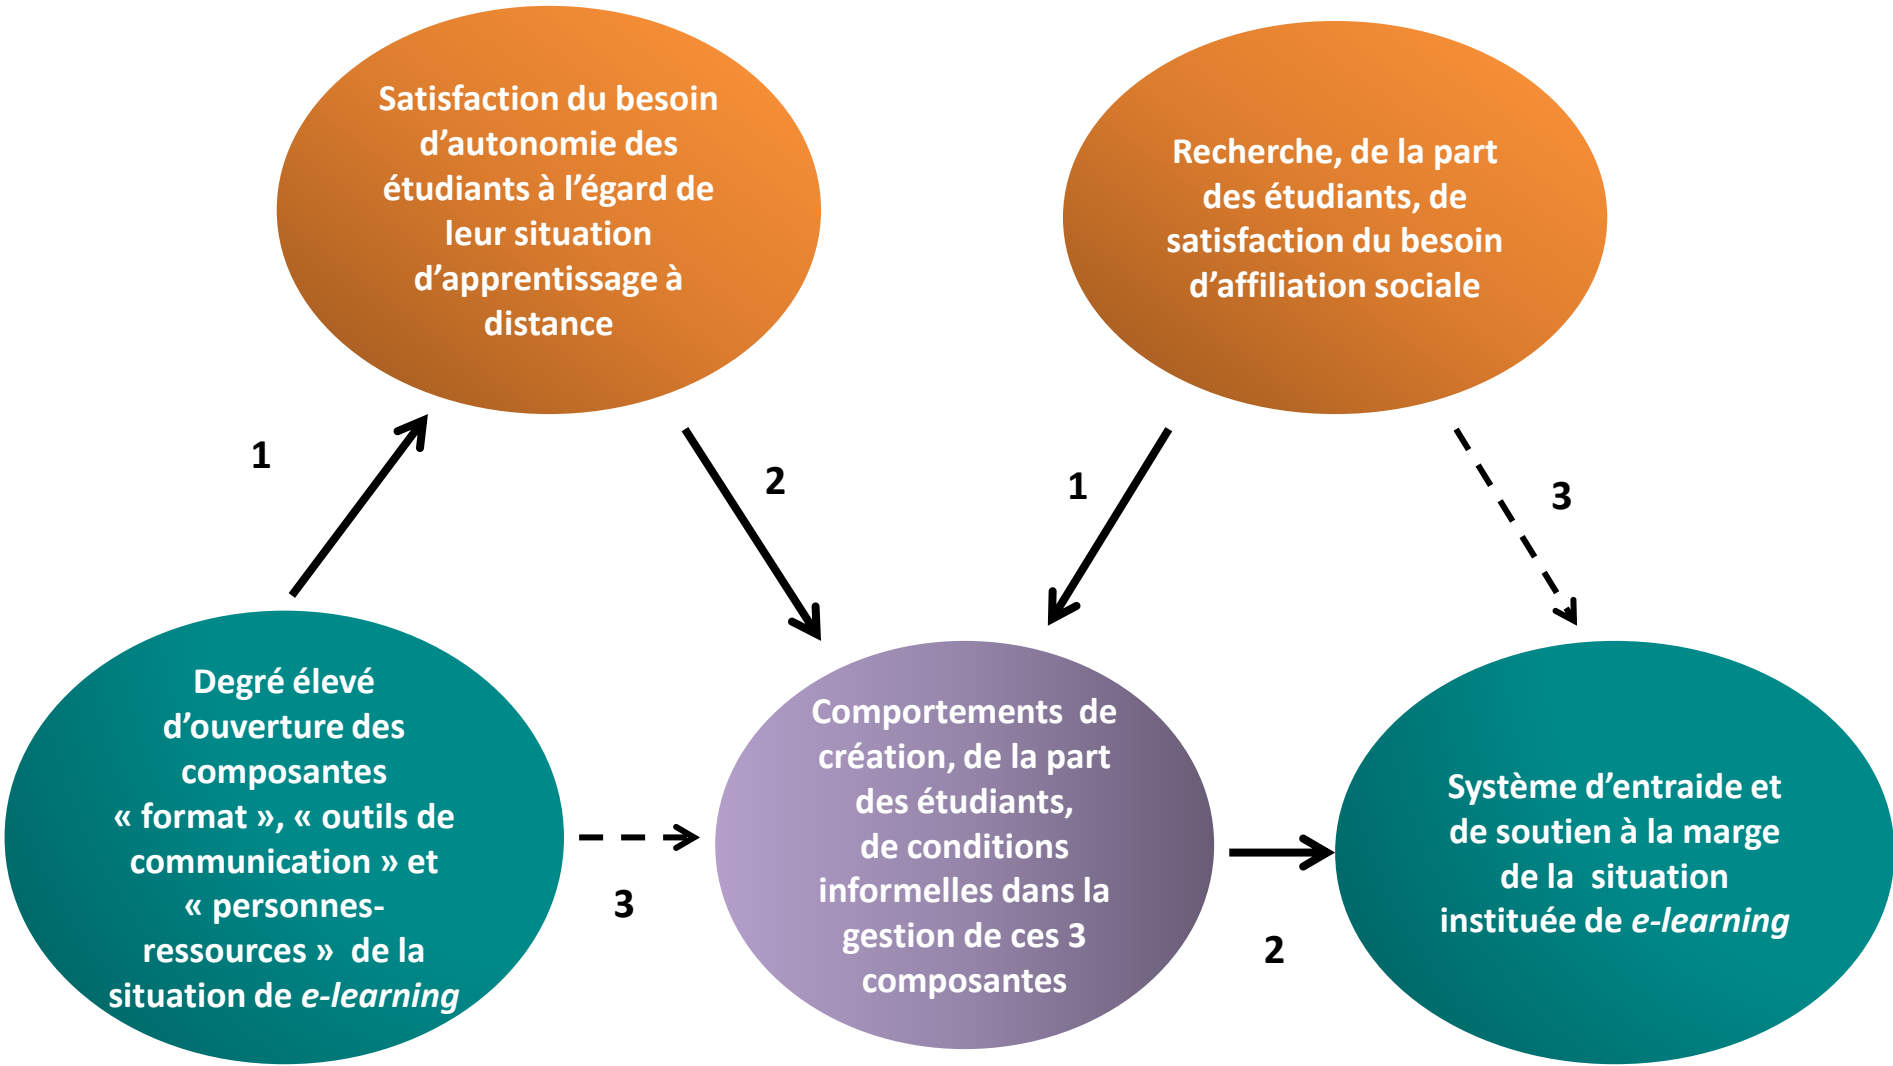 Satisfaction du besoin
d’autonomie des
étudiants à l’égard de
leur situation
d’apprentissage à
distance
Recherche, de la part
des étudiants, de
satisfaction du besoin
d’affiliation sociale
1
2
1
3
Degré élevé
d’ouverture des
composantes
« format », « outils de
communication » et
« personnes-
ressources »  de la
situation de e-learning
3
Comportements  de
création, de la part
des étudiants,
de conditions
informelles dans la
gestion de ces 3
composantes
2
Système d’entraide et
de soutien à la marge
de la  situation
instituée de e-learning